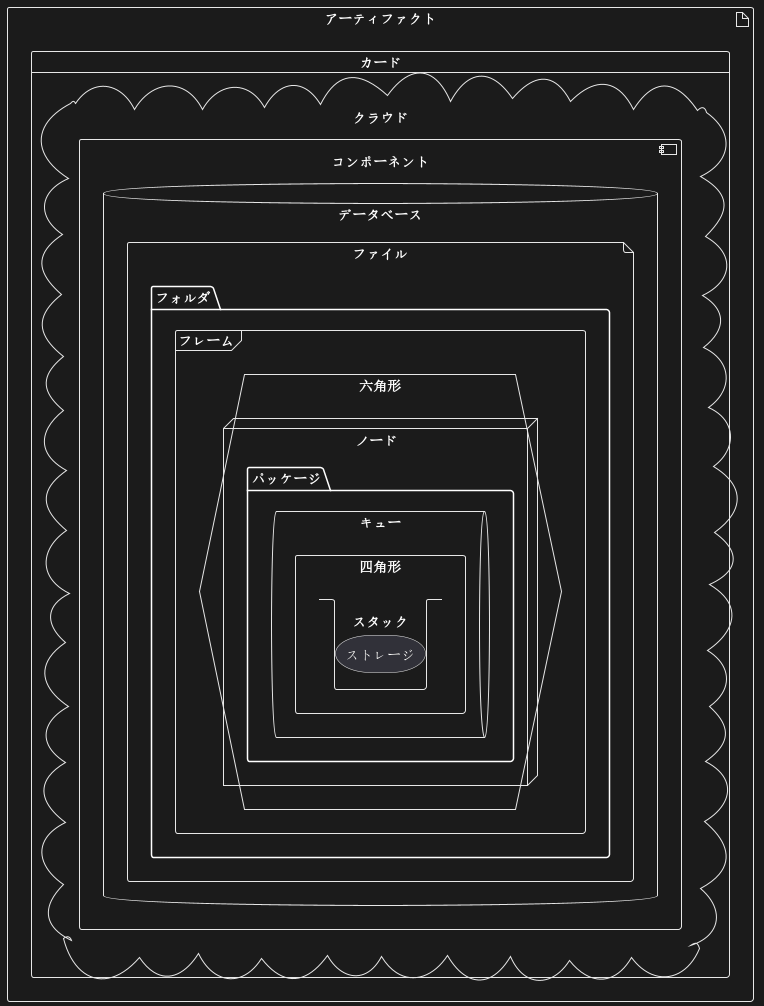 アーティファクト
カード
クラウド
コンポーネント
データベース
ファイル
フォルダ
フレーム
六角形
ノード
パッケージ
キュー
四角形
スタック
ストレージ